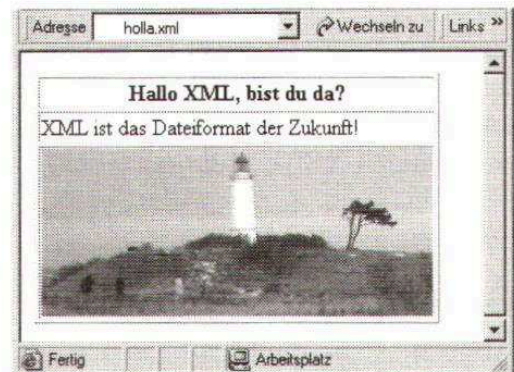 Adresse holla.xml Wechseln zu Links »
Hallo XML, bist du da?
XML ist das Dateiformat der Zukunft!
Fertig Arbeitsplatz